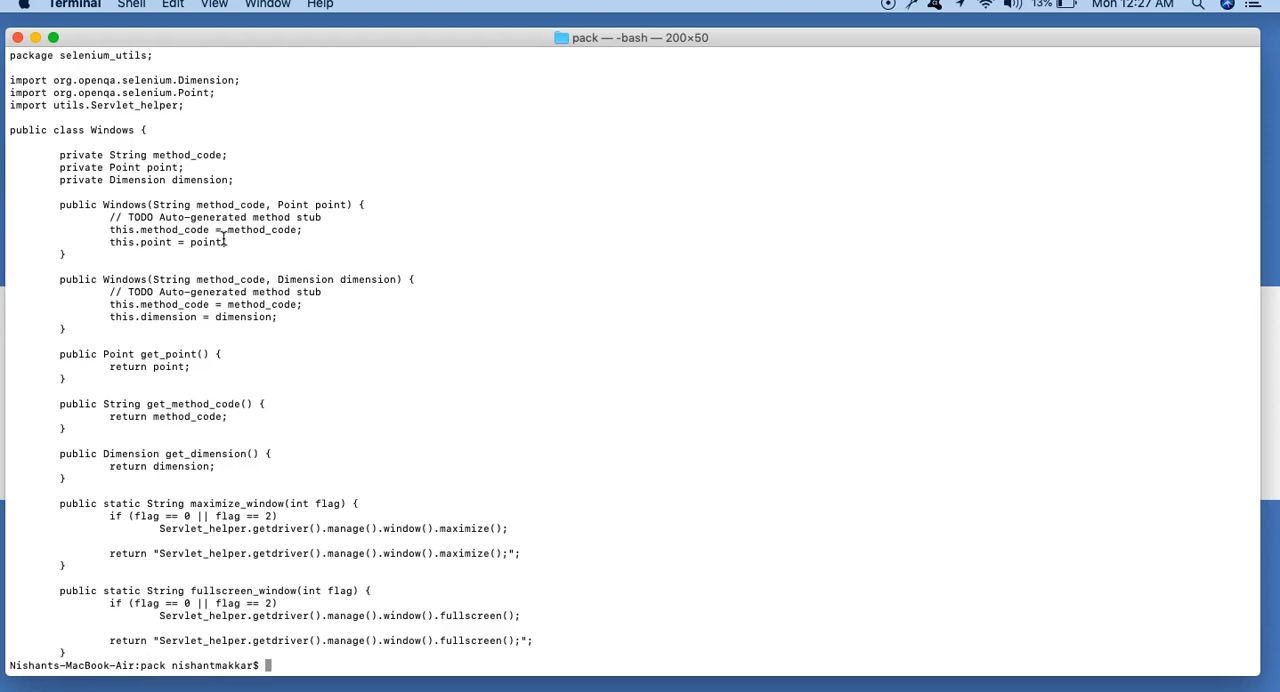 Terminal Shell Edit View Window Help 13% Mon 12:27 AM
pack — -bash — 200×50
package selenium_utils;
import org.openqa.selenium.Dimension;
import org.openqa.selenium.Point;
import utils.Servlet_helper;
public class Windows {
private String method_code;
private Point point;
private Dimension dimension;
public Windows(String method_code, Point point) {
// TODO Auto-generated method stub
this.method_code = method_code;
this.point = point;
}
public Windows(String method_code, Dimension dimension) {
// TODO Auto-generated method stub
this.method_code = method_code;
this.dimension = dimension;
}
public Point get_point() {
return point;
}
public String get_method_code() {
return method_code;
}
public Dimension get_dimension() {
return dimension;
}
public static String maximize_window(int flag) {
if (flag == 0 || flag == 2)
Servlet_helper.getdriver().manage().window().maximize();
return "Servlet_helper.getdriver().manage().window().maximize();";
}
public static String fullscreen_window(int flag) {
if (flag == 0 || flag == 2)
Servlet_helper.getdriver().manage().window().fullscreen();
return "Servlet_helper.getdriver().manage().window().fullscreen();";
}
Nishants-MacBook-Air:pack nishantmakkar$